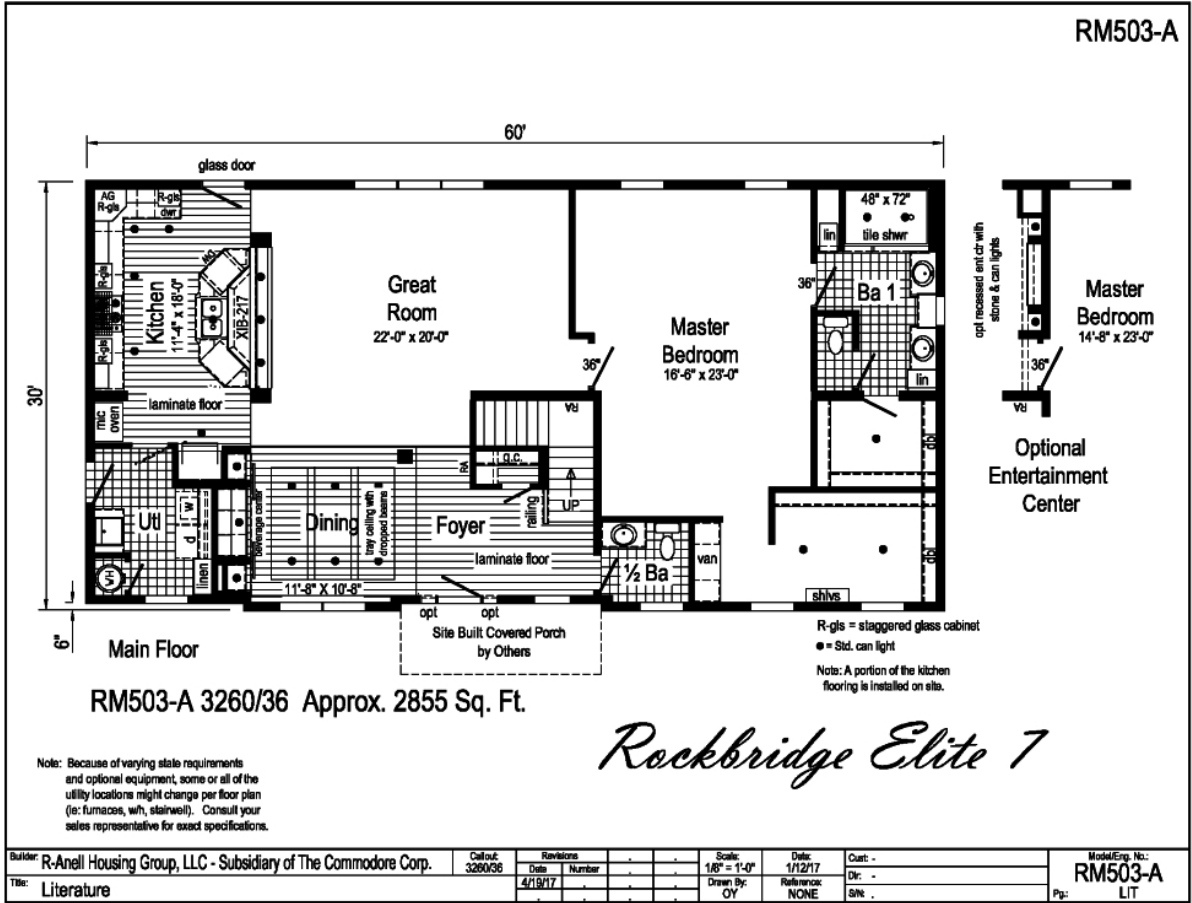 RM503-A
60'
glass door
30'
6"
AG
R-gls
R-gls
dwr
R-gls
R-gls
MO
XIB-217
Kitchen
11'-4" x 18'-0"
laminate floor
mic
oven
Great
Room
22'-0" x 20'-0"
36"
Master
Bedroom
16'-6" x 23'-0"
48" x 72"
tile shwr
lin
36"
Ba 1
lin
dbl
dbl
shlvs
van
½ Ba
RA
UP
railing
g.c.
RA
Foyer
laminate floor
Dining
tray ceiling with
dropped beams
11'-8" X 10'-8"
beverage center
Utl
w
d
linen
WH
opt
opt
Site Built Covered Porch
by Others
opt recessed ent ctr with
stone & can lights
Master
Bedroom
14'-8" x 23'-0"
36"
RA
Optional
Entertainment
Center
R-gls = staggered glass cabinet
● = Std. can light
Note: A portion of the kitchen
flooring is installed on site.
Main Floor
RM503-A 3260/36 Approx. 2855 Sq. Ft.
Rockbridge Elite 7
Note: Because of varying state requirements
and optional equipment, some or all of the
utility locations might change per floor plan
(ie: furnaces, w/h, stairwell). Consult your
sales representative for exact specifications.
Builder: R-Anell Housing Group, LLC - Subsidiary of The Commodore Corp.
Title: Literature
Callout:
3260/36
Revisions
Date Number
4/19/17
Scale:
1/8" = 1'-0"
Drawn By:
OY
Date:
1/12/17
Reference:
NONE
Cust: -
Dir: -
S/N: .
Model/Eng. No.:
RM503-A
Pg.: LIT